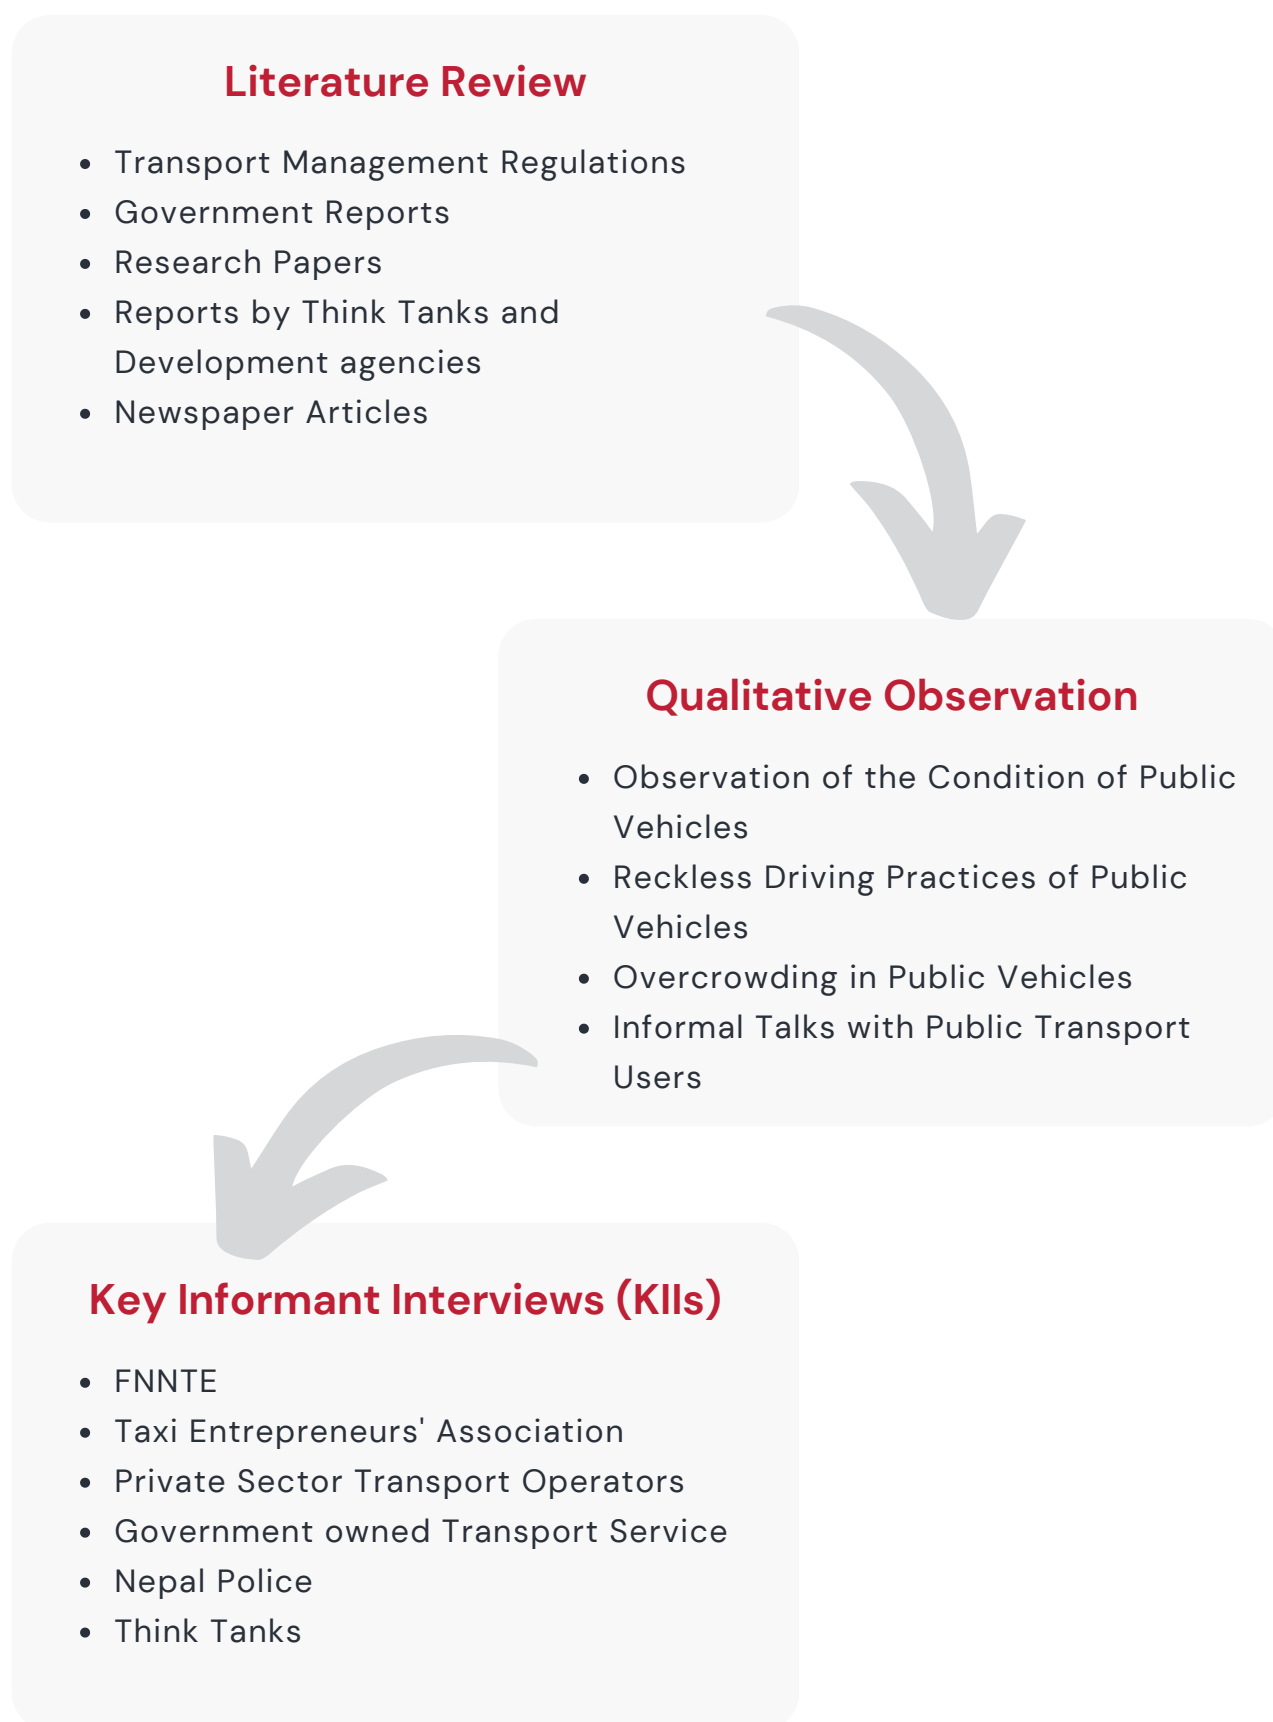 Literature Review
• Transport Management Regulations
• Government Reports
• Research Papers
• Reports by Think Tanks and
Development agencies
• Newspaper Articles
Qualitative Observation
• Observation of the Condition of Public
Vehicles
• Reckless Driving Practices of Public
Vehicles
• Overcrowding in Public Vehicles
• Informal Talks with Public Transport
Users
Key Informant Interviews (KIIs)
• FNNTE
• Taxi Entrepreneurs' Association
• Private Sector Transport Operators
• Government owned Transport Service
• Nepal Police
• Think Tanks